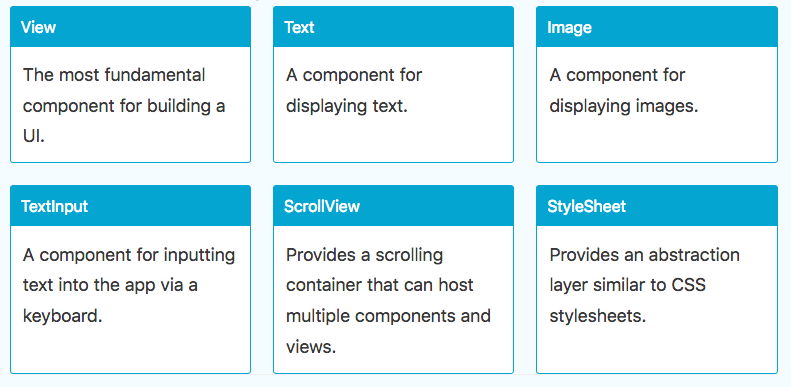 View
The most fundamental
component for building a
UI.
Text
A component for
displaying text.
Image
A component for
displaying images.
TextInput
A component for inputting
text into the app via a
keyboard.
ScrollView
Provides a scrolling
container that can host
multiple components and
views.
StyleSheet
Provides an abstraction
layer similar to CSS
stylesheets.